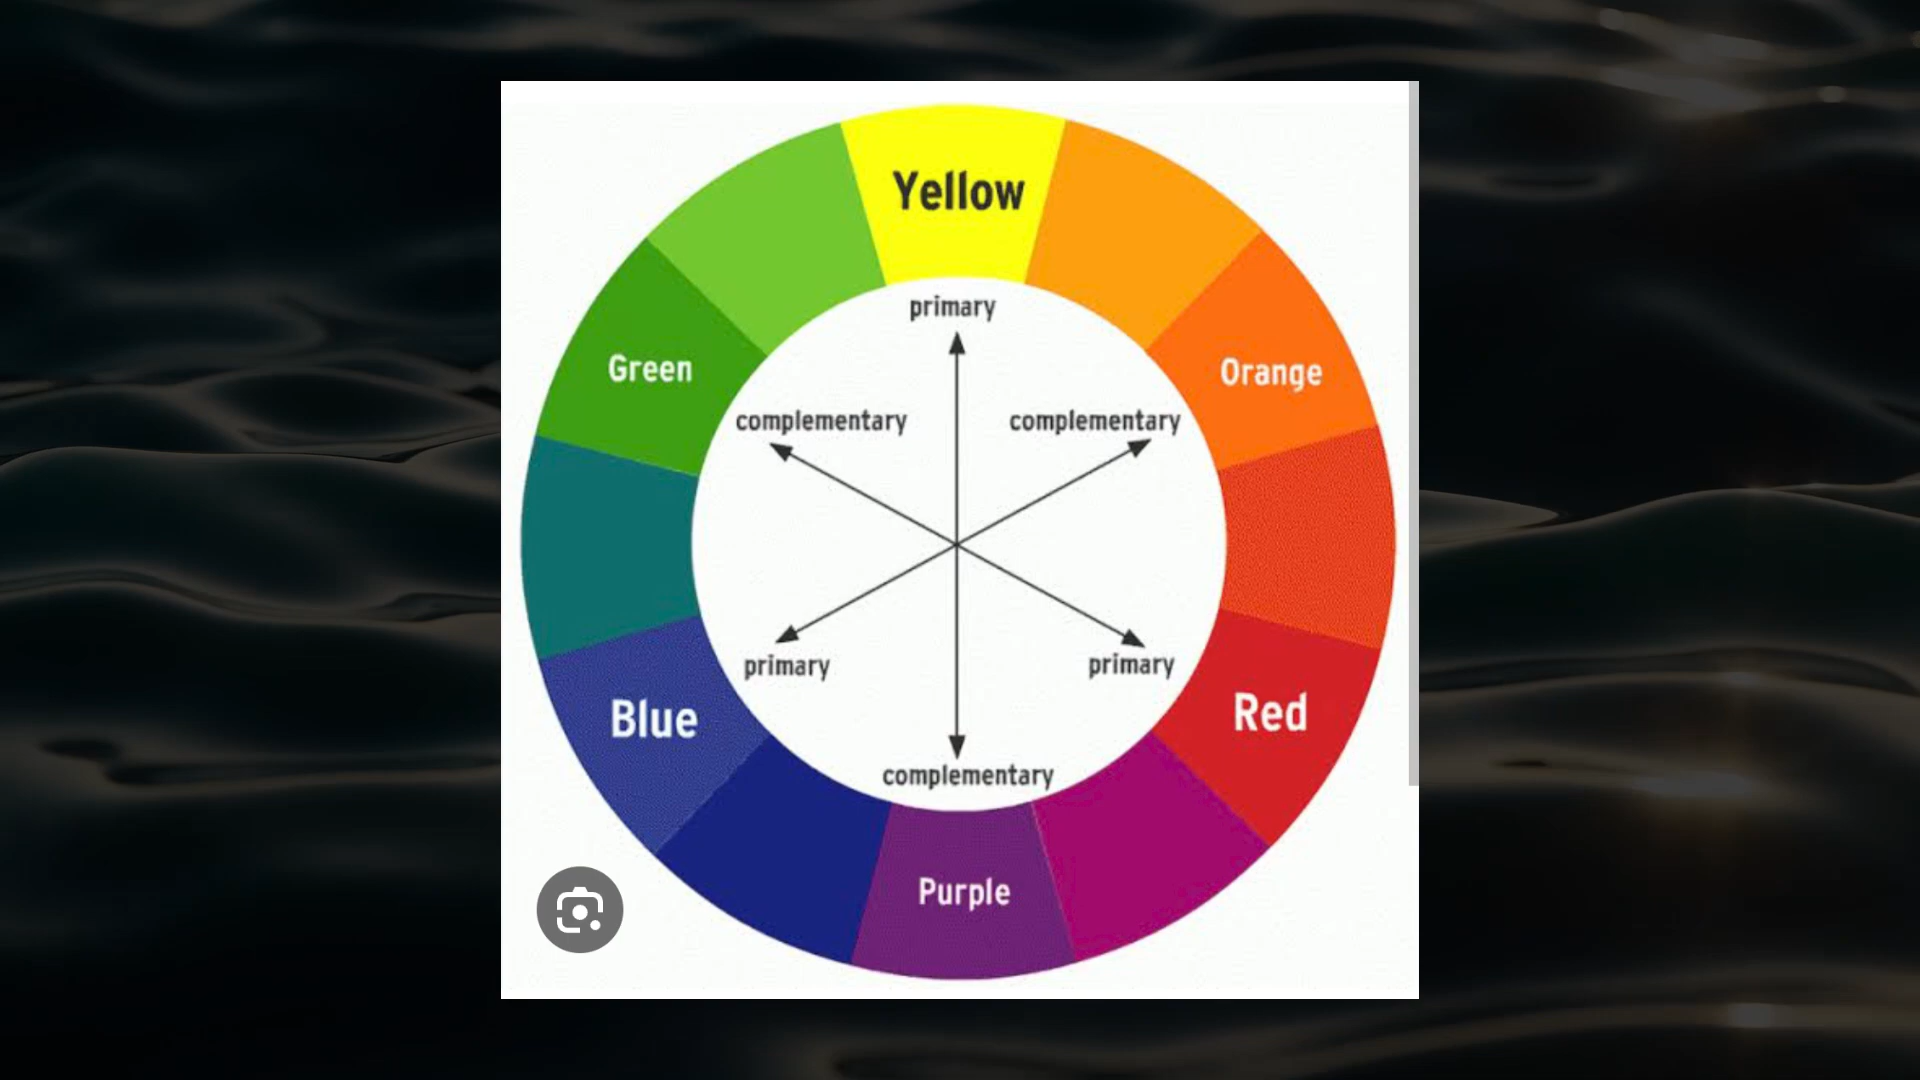 Yellow
primary
Green
Orange
complementary
complementary
primary
primary
Blue
Red
complementary
Purple